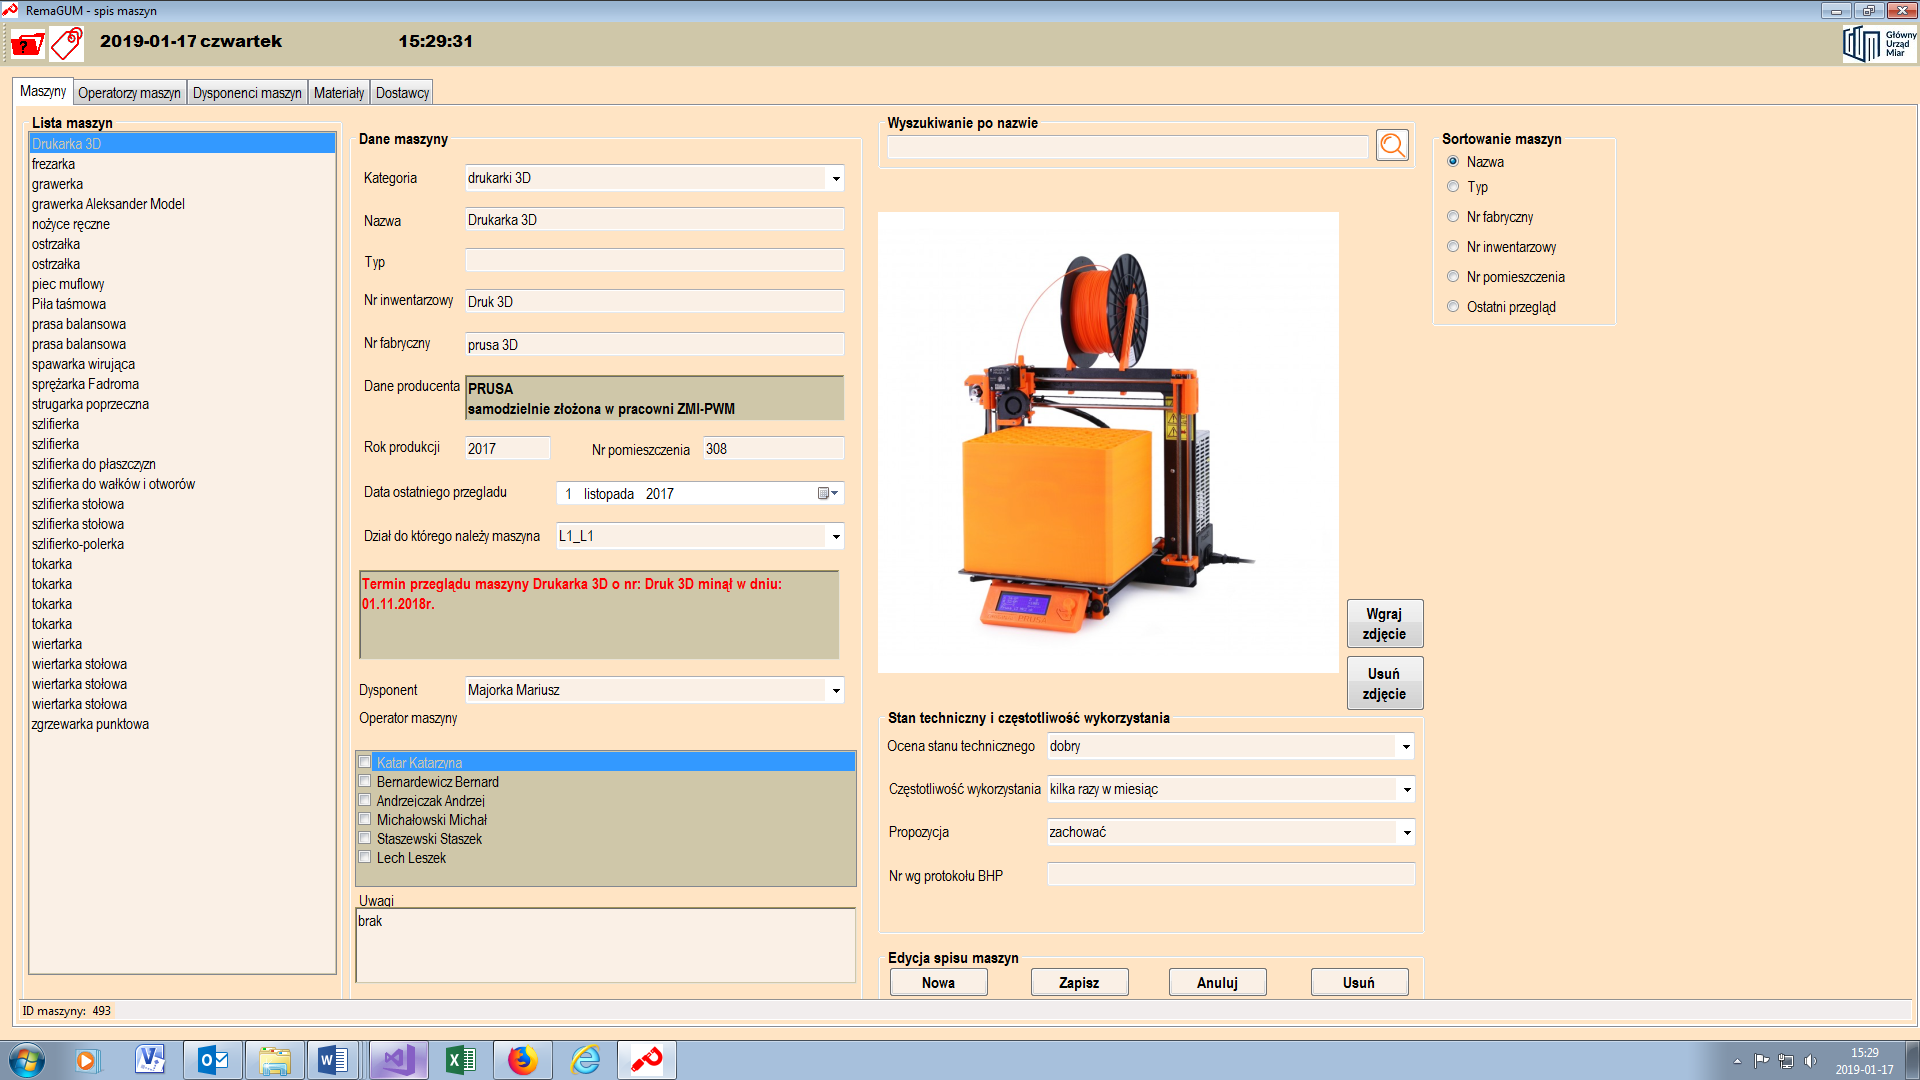 RemaGUM - spis maszyn
2019-01-17 czwartek 15:29:31
Główny
Urząd
Miar
Maszyny Operatorzy maszyn Dysponenci maszyn Materiały Dostawcy
Lista maszyn
Drukarka 3D
frezarka
grawerka
grawerka Aleksander Model
nożyce ręczne
ostrzałka
ostrzałka
piec muflowy
Piła taśmowa
prasa balansowa
prasa balansowa
spawarka wirująca
sprężarka Fadroma
strugarka poprzeczna
szlifierka
szlifierka
szlifierka do płaszczyzn
szlifierka do wałków i otworów
szlifierka stołowa
szlifierka stołowa
szlifierko-polerka
tokarka
tokarka
tokarka
tokarka
wiertarka
wiertarka stołowa
wiertarka stołowa
wiertarka stołowa
zgrzewarka punktowa
Dane maszyny
Kategoria drukarki 3D
Nazwa Drukarka 3D
Typ
Nr inwentarzowy Druk 3D
Nr fabryczny prusa 3D
Dane producenta PRUSA
samodzielnie złożona w pracowni ZMI-PWM
Rok produkcji 2017 Nr pomieszczenia 308
Data ostatniego przegladu 1 listopada 2017
Dział do którego należy maszyna L1_L1
Termin przeglądu maszyny Drukarka 3D o nr: Druk 3D minął w dniu:
01.11.2018r.
Dysponent Majorka Mariusz
Operator maszyny
Katar Katarzyna
Bernardewicz Bernard
Andrzejczak Andrzej
Michałowski Michał
Staszewski Staszek
Lech Leszek
Uwagi
brak
Wyszukiwanie po nazwie
PRUSA
Wgraj
zdjęcie
Usuń
zdjęcie
Stan techniczny i częstotliwość wykorzystania
Ocena stanu technicznego dobry
Częstotliwość wykorzystania kilka razy w miesiąc
Propozycja zachować
Nr wg protokołu BHP
Edycja spisu maszyn
Nowa Zapisz Anuluj Usuń
Sortowanie maszyn
Nazwa
Typ
Nr fabryczny
Nr inwentarzowy
Nr pomieszczenia
Ostatni przegląd
ID maszyny: 493
15:29
2019-01-17